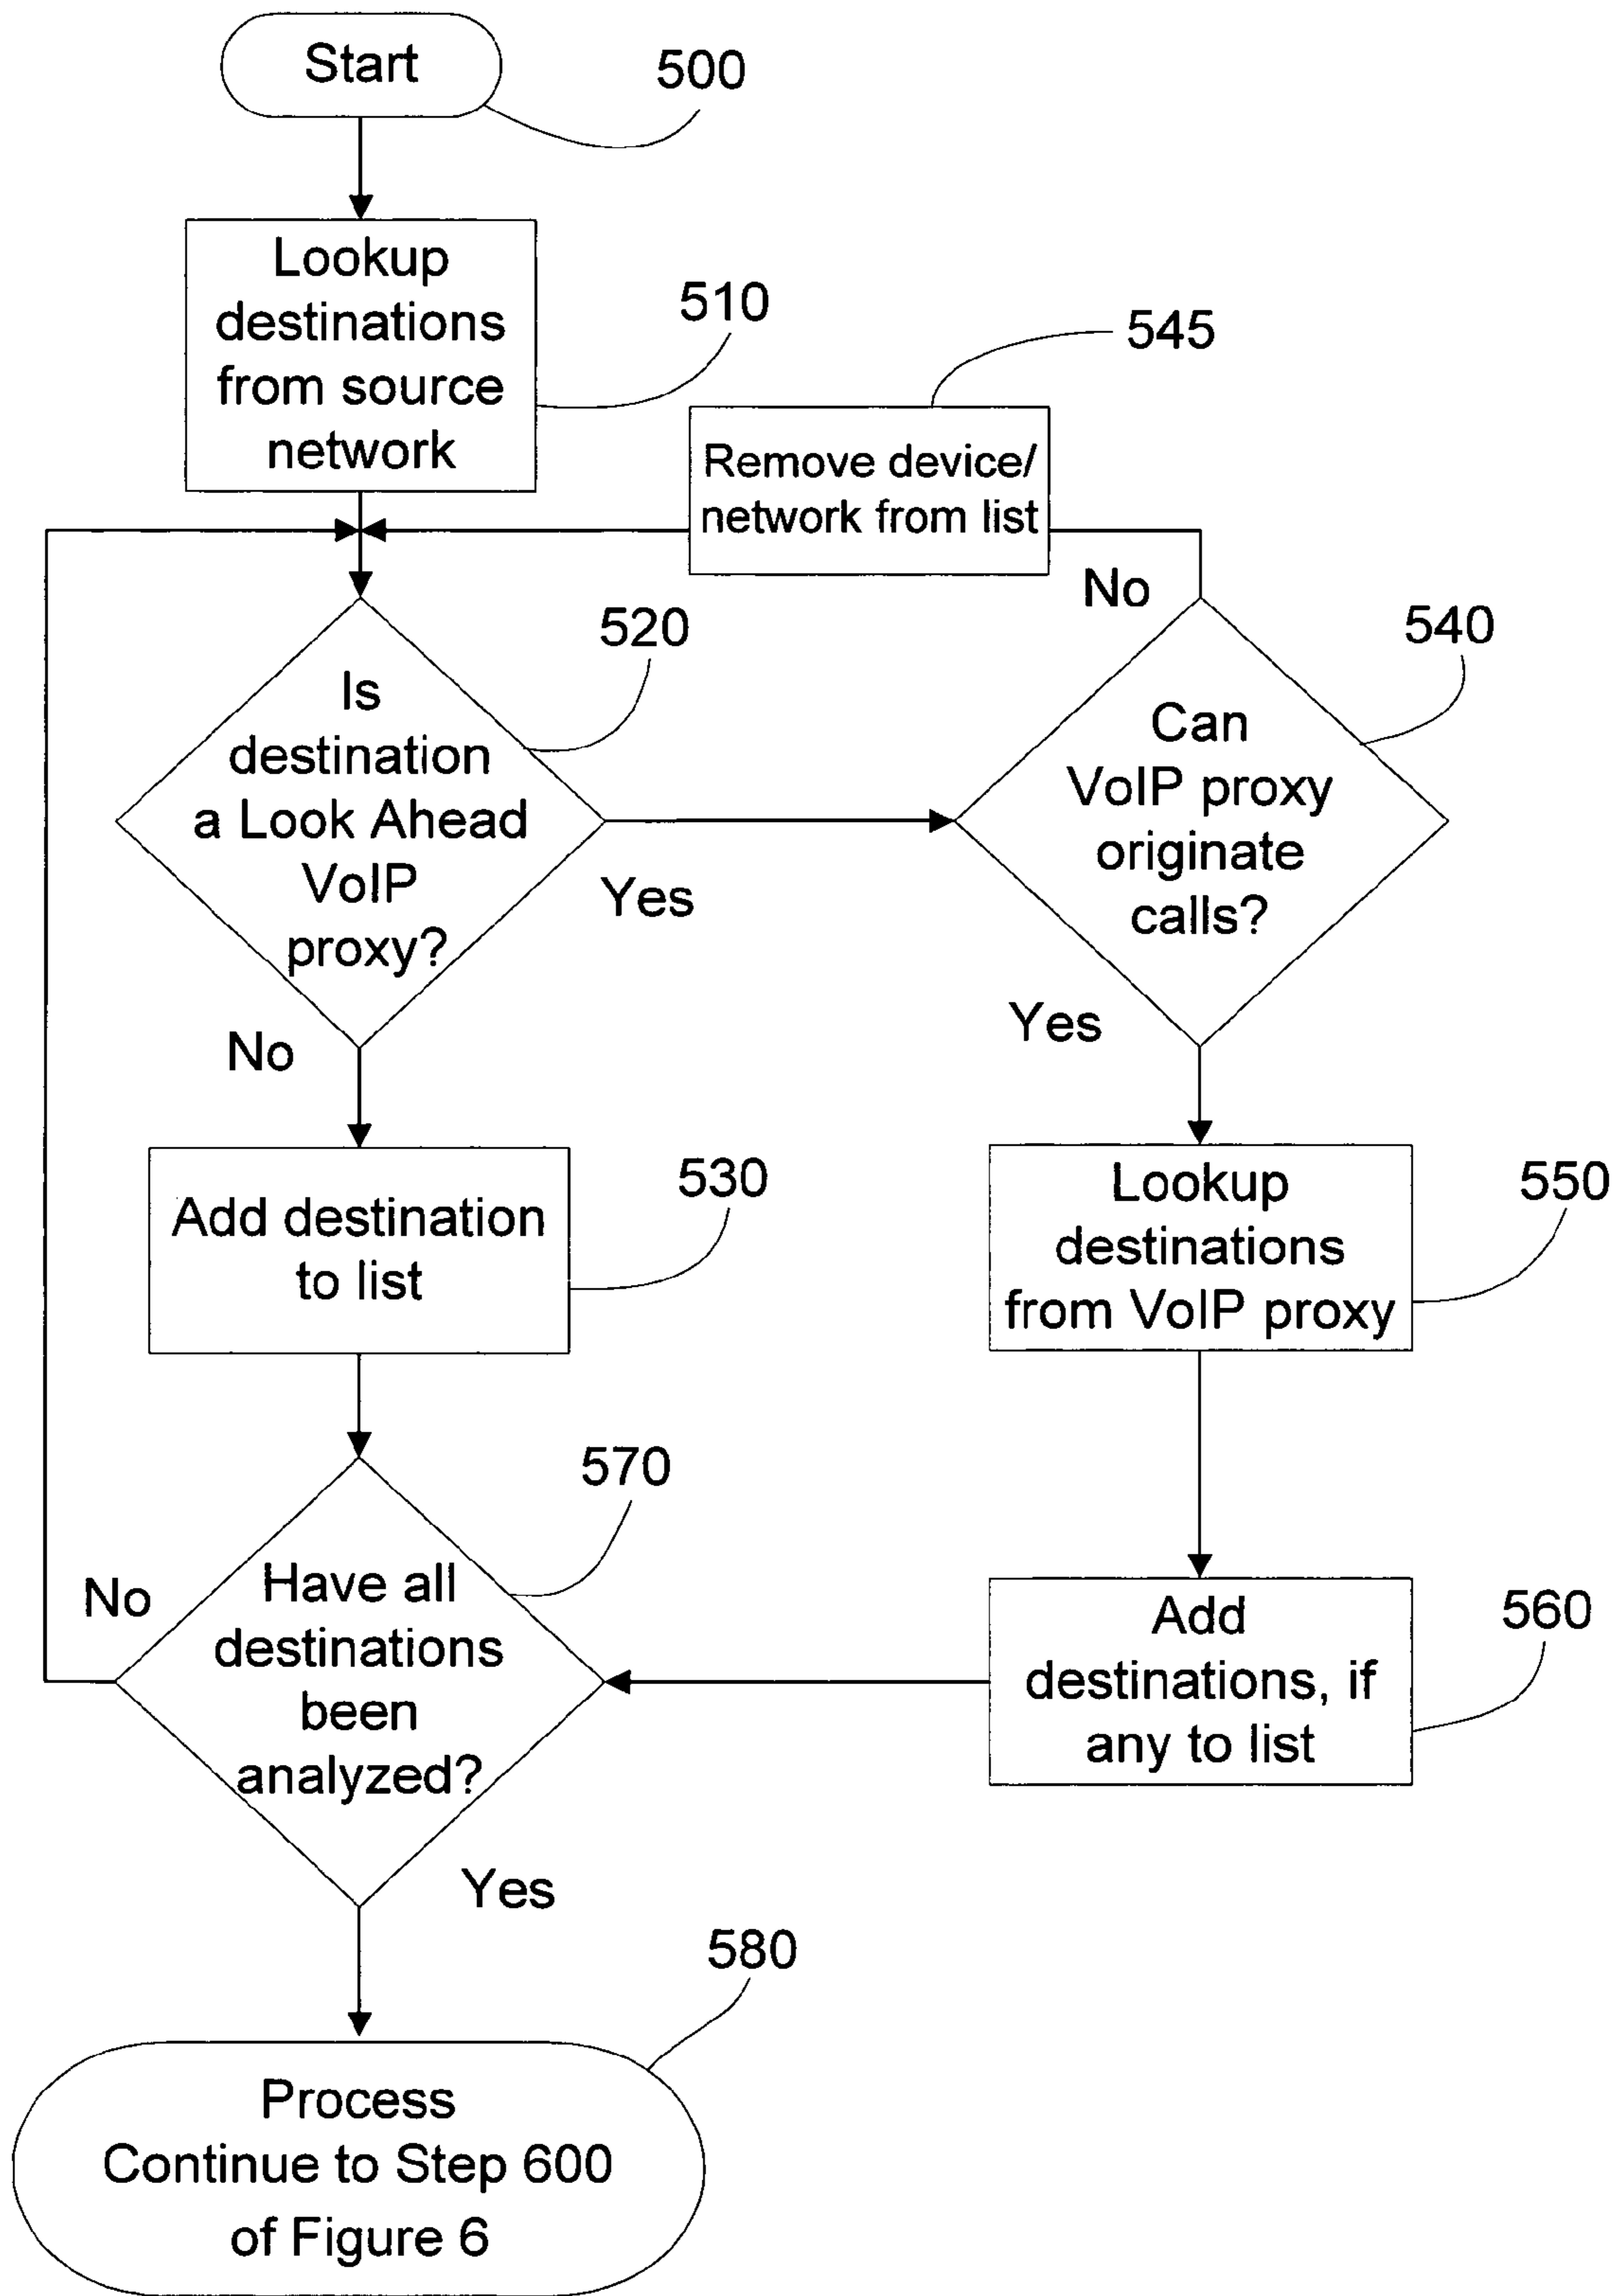 Start
500
Lookup
destinations
from source
network
510
545
Remove device/
network from list
No
520
540
Is
destination
a Look Ahead
VoIP
proxy?
Yes
Can
VoIP proxy
originate
calls?
No
Yes
Add destination
to list
530
Lookup
destinations
from VoIP proxy
550
570
No
Have all
destinations
been
analyzed?
Add
destinations, if
any to list
560
Yes
580
Process
Continue to Step 600
of Figure 6